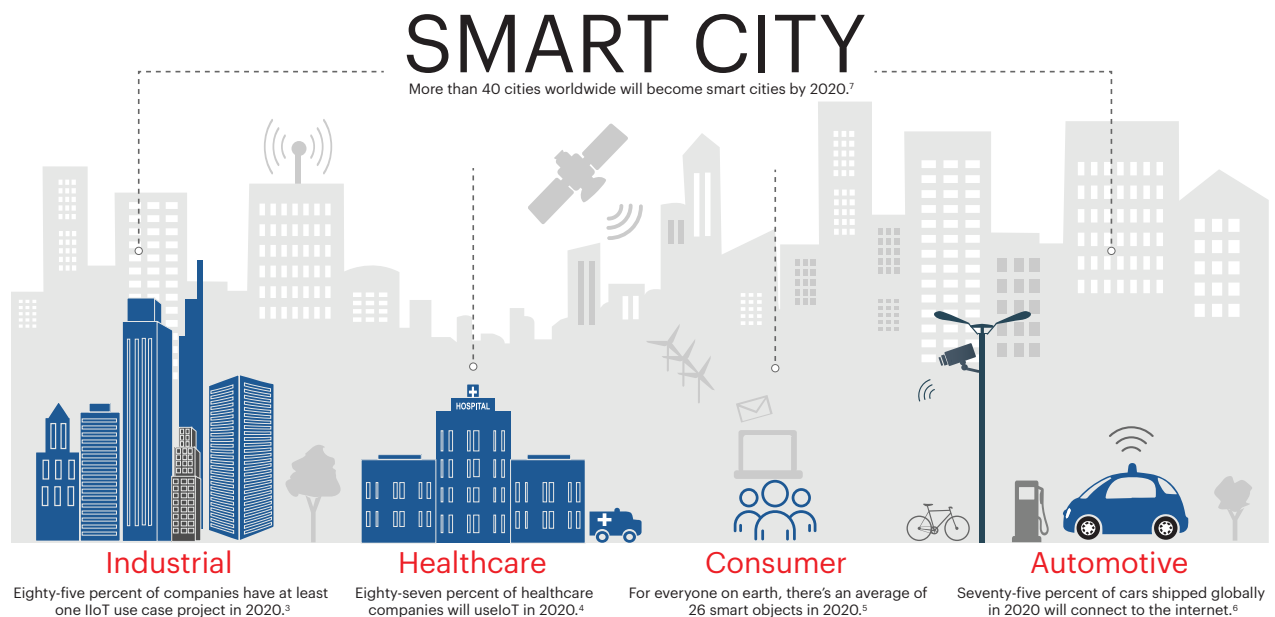 SMART CITY
More than 40 cities worldwide will become smart cities by 2020.⁷
HOSPITAL
Industrial
Eighty-five percent of companies have at least
one IIoT use case project in 2020.³
Healthcare
Eighty-seven percent of healthcare
companies will useIoT in 2020.⁴
Consumer
For everyone on earth, there's an average of
26 smart objects in 2020.⁵
Automotive
Seventy-five percent of cars shipped globally
in 2020 will connect to the internet.⁶